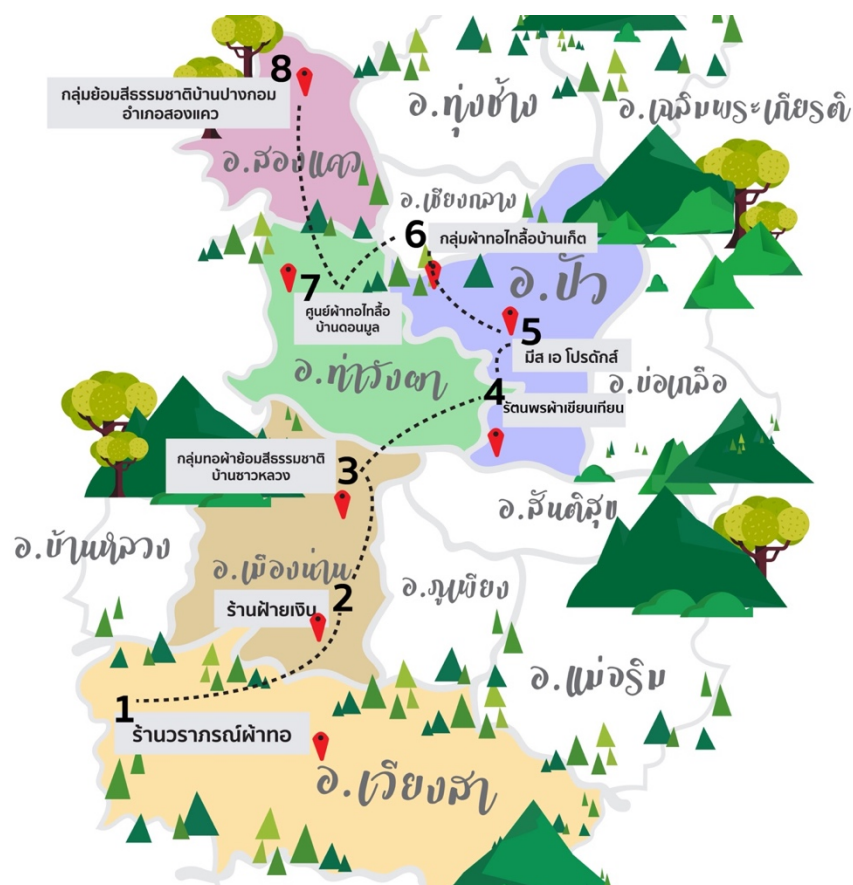 8
กลุ่มย้อมสีธรรมชาติบ้านปางกอม
อำเภอสองแคว
อ.ทุ่งช้าง
อ.เฉลิมพระเกียรติ
อ.สองแคว
อ.เชียงกลาง
6
กลุ่มผ้าทอไทลื้อบ้านเก็ต
อ.ปัว
7
ศูนย์ผ้าทอไทลื้อ
บ้านดอนมูล
5
มีส เอ โปรดักส์
อ.ท่าวังผา
อ.บ่อเกลือ
4
รัตนพรผ้าเขียนเทียน
กลุ่มทอผ้าย้อมสีธรรมชาติ
บ้านซาวหลวง
3
อ.สันติสุข
อ.บ้านหลวง
อ.เมืองน่าน
อ.ภูเพียง
ร้านฝ้ายเงิน
2
อ.แม่จริม
1
ร้านวราภรณ์ผ้าทอ
อ.เวียงสา